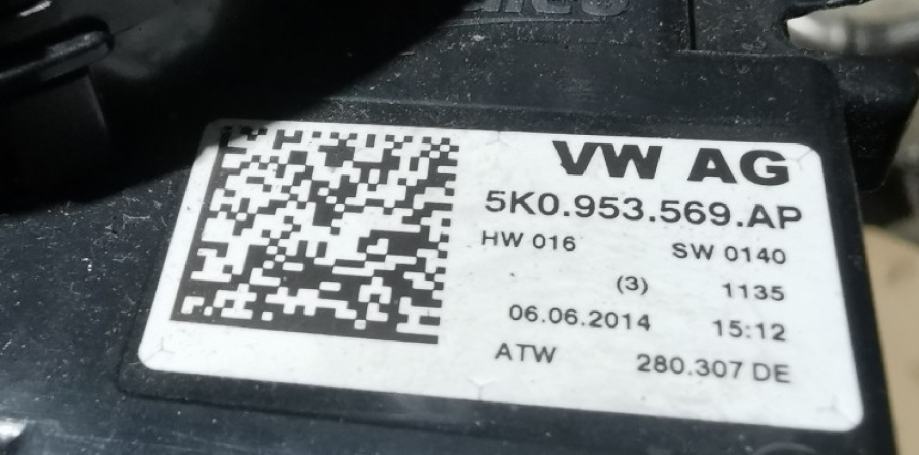 VW AG
5K0.953.569.AP
HW 016 SW 0140
(3) 1135
06.06.2014 15:12
ATW 280.307 DE